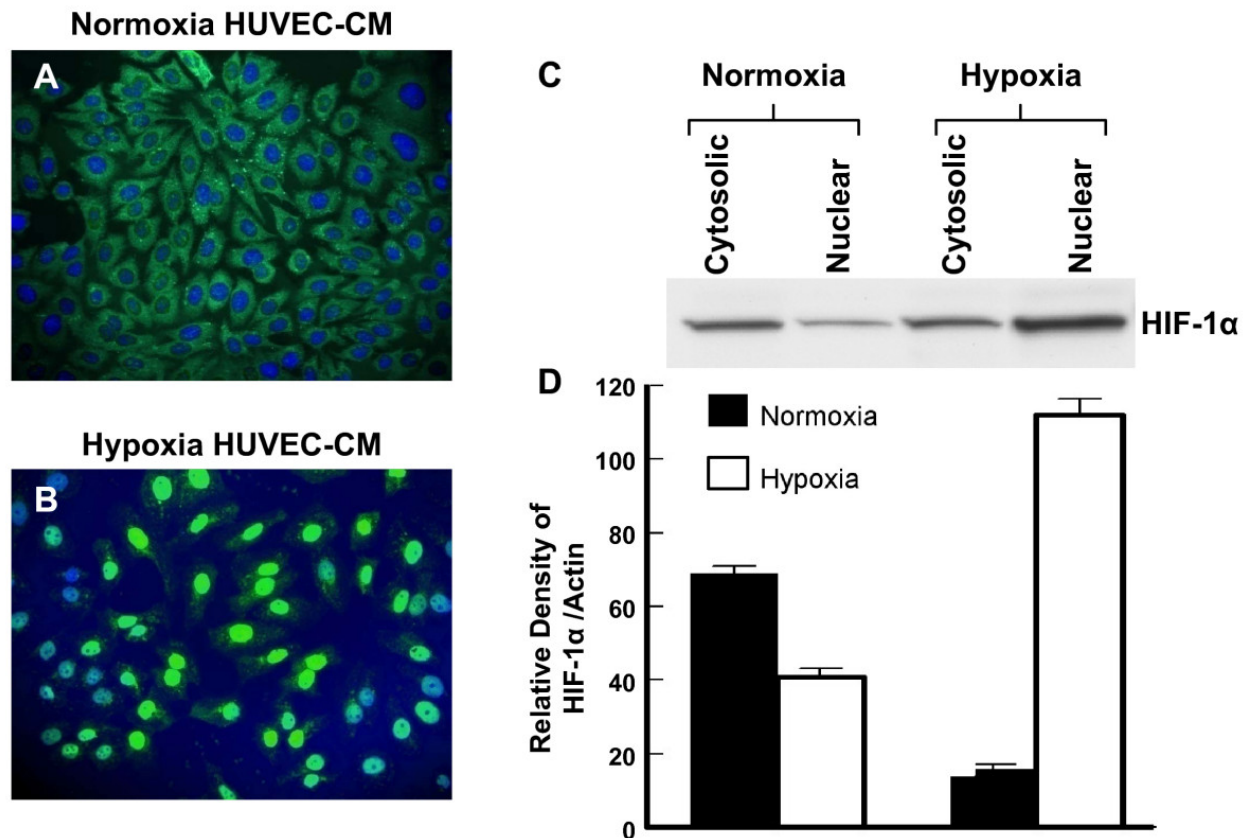 Normoxia HUVEC-CM
A
Hypoxia HUVEC-CM
B
C
Normoxia Hypoxia
Cytosolic
Nuclear
Cytosolic
Nuclear
HIF-1α
D
Normoxia
Hypoxia
Relative Density of
HIF-1α /Actin
120
100
80
60
40
20
0